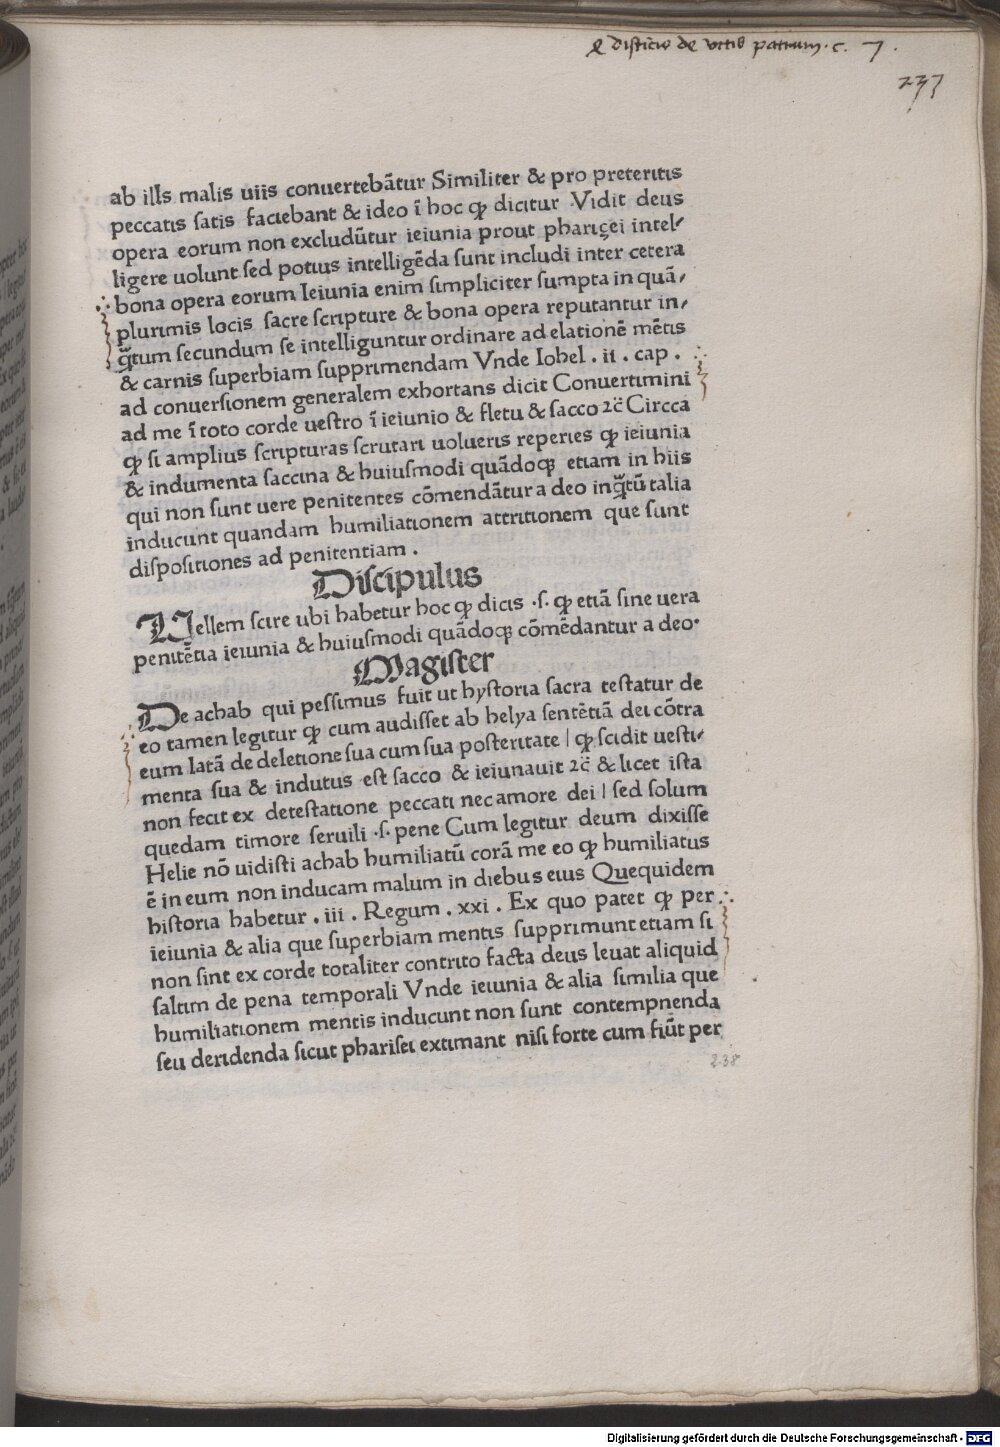 de vitis patrum . c . 7 .
237
ab illis malis uiis conuertebãtur Similiter & pro preteritis
peccatis ſatis faciebant & ideo ĩ hoc ꝙ dicitur Vidit deus
opera eorum non excludũtur ieiunia prout phariſei intel⸗
ligere uolunt ſed potius intelligẽda ſunt includi inter cetera
bona opera eorum Ieiunia enim ſimpliciter ſumpta in quã⸗
plurimis locis ſacre ſcripture & bona opera reputantur in⸗
q̃tum ſecundum ſe intelliguntur ordinare ad elationẽ mẽtis
& carnis ſuperbiam ſupprimendam Vnde Iohel . ii . cap .
ad conuerſionem generalem exhortans dicit Conuertimini
ad me ĩ toto corde ueſtro ĩ ieiunio & fletu & ſacco ⁊c̃ Circca
ꝙ ſi amplius ſcripturas ſcrutari uolueris reperies ꝙ ieiunia
& indumenta ſaccina & huiuſmodi quãdoqꝫ etiam in hiis
qui non ſunt uere penitentes cõmendãtur a deo inq̃tũ talia
inducunt quandam humiliationem attritionem que ſunt
diſpoſitiones ad penitentiam .
Diſcipulus
Vellem ſcire ubi habetur hoc ꝙ dicis .ſ. ꝙ etiã ſine uera
penitẽtia ieiunia & huiuſmodi quãdoqꝫ cõmẽdantur a deo.
Magiſter
De achab qui peſſimus fuit ut hyſtoria ſacra teſtatur de
eo tamen legitur ꝙ cum audiſſet ab helya ſentẽtiã dei cõtra
eum latã de deletione ſua cum ſua poſteritate | ꝙ ſcidit ueſti⸗
menta ſua & indutus eſt ſacco & ieiunauit ⁊c̃ & licet iſta
non fecit ex deteſtatione peccati nec amore dei | ſed ſolum
quedam timore ſeruili .ſ. pene Cum legitur deum dixiſſe
Helie nõ uidiſti achab humiliatũ corã me eo ꝙ humiliatus
ẽ in eum non inducam malum in diebus eius Quequidem
hiſtoria habetur . iii . Regum . xxi . Ex quo patet ꝙ per
ieiunia & alia que ſuperbiam mentis ſupprimunt etiam ſi
non ſint ex corde totaliter contrito facta deus leuat aliquid
ſaltim de pena temporali Vnde ieiunia & alia ſimilia que
humiliationem mentis inducunt non ſunt contempnenda
ſeu deridenda ſicut phariſei extimant niſi forte cum fiũt per
238
Digitalisierung gefördert durch die Deutsche Forschungsgemeinschaft - DFG